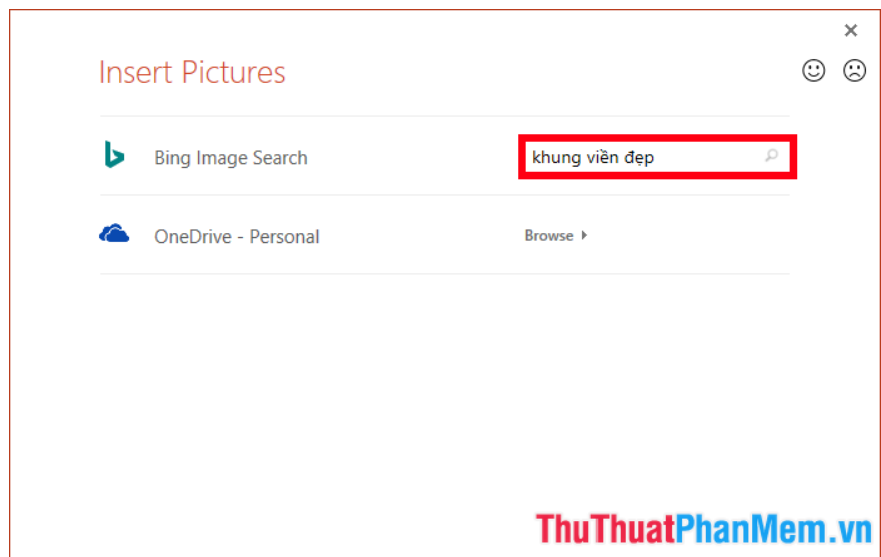 Insert Pictures
Bing Image Search
khung viền đẹp
OneDrive - Personal
Browse
ThuThuatPhanMem.vn